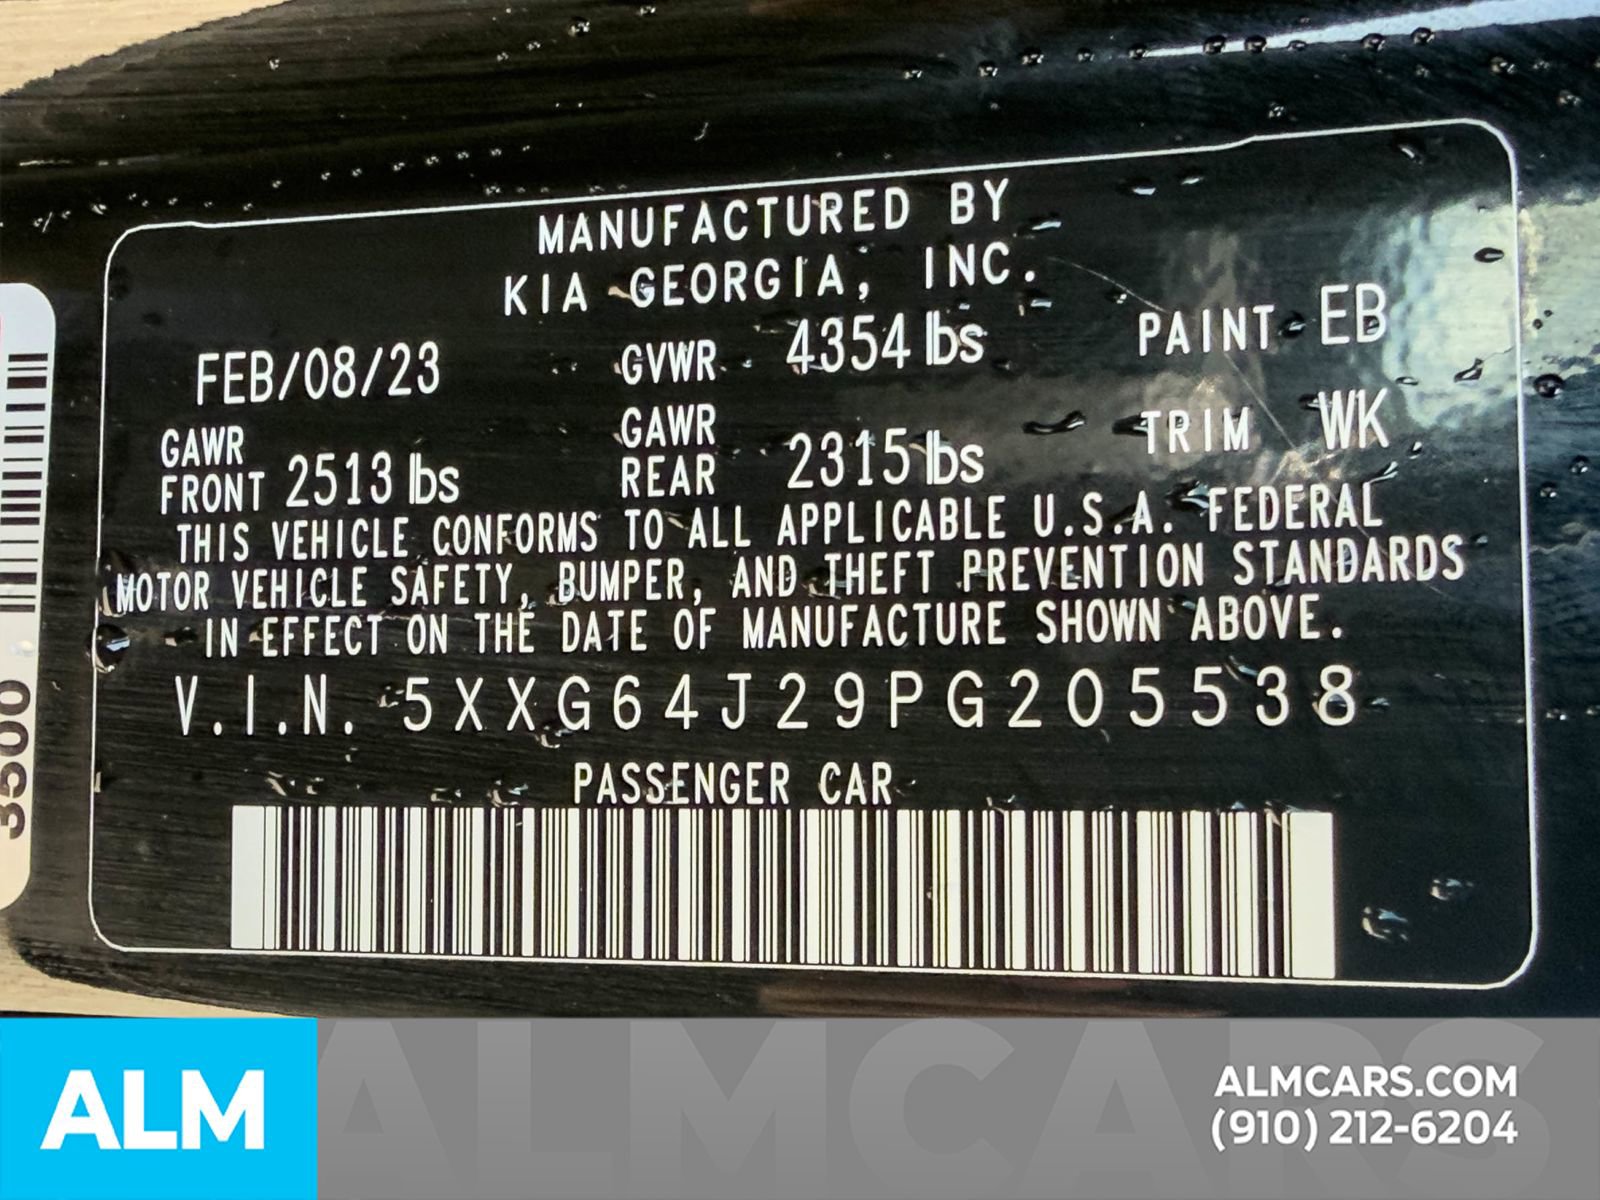 MANUFACTURED BY
KIA GEORGIA, INC.
FEB/08/23 GVWR 4354 lbs PAINT EB
GAWR FRONT 2513 lbs GAWR REAR 2315 lbs TRIM WK
THIS VEHICLE CONFORMS TO ALL APPLICABLE U.S.A. FEDERAL
MOTOR VEHICLE SAFETY, BUMPER, AND THEFT PREVENTION STANDARDS
IN EFFECT ON THE DATE OF MANUFACTURE SHOWN ABOVE.
V.I.N. 5XXG64J29PG205538
PASSENGER CAR
3500
ALM
ALMCARS
ALMCARS.COM
(910) 212-6204